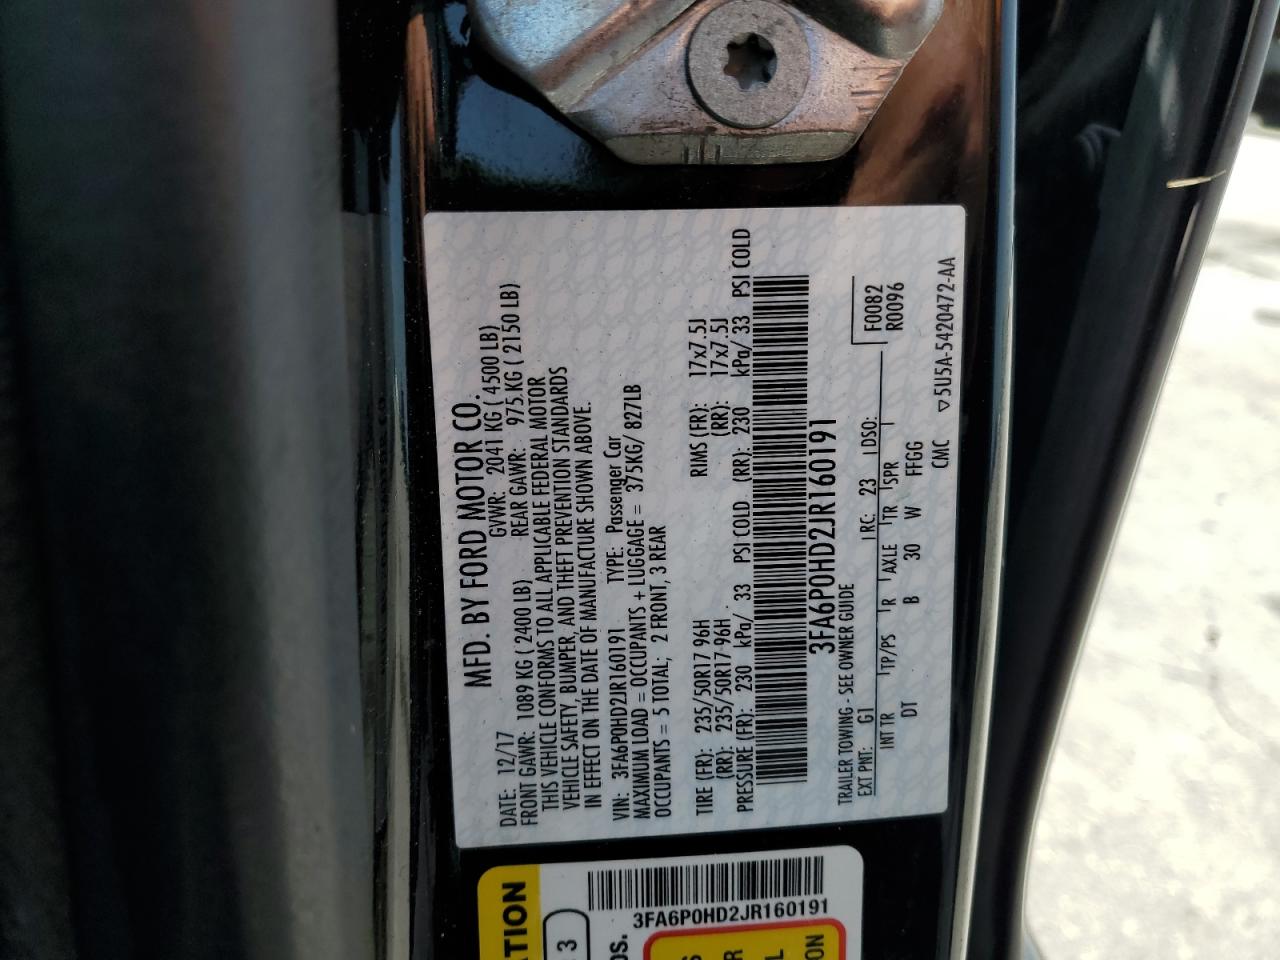 MFD. BY FORD MOTOR CO.
DATE: 12/17 GVWR: 2041 KG ( 4500 LB)
FRONT GAWR: 1089 KG ( 2400 LB) REAR GAWR: 975 KG ( 2150 LB)
THIS VEHICLE CONFORMS TO ALL APPLICABLE FEDERAL MOTOR
VEHICLE SAFETY, BUMPER, AND THEFT PREVENTION STANDARDS
IN EFFECT ON THE DATE OF MANUFACTURE SHOWN ABOVE.
VIN: 3FA6P0HD2JR160191 TYPE: Passenger Car
MAXIMUM LOAD = OCCUPANTS + LUGGAGE = 375KG/ 827LB
OCCUPANTS = 5 TOTAL; 2 FRONT, 3 REAR
TIRE (FR): 235/50R17 96H RIMS (FR): 17x7.5J
(RR): 235/50R17 96H (RR): 17x7.5J
PRESSURE (FR): 230 kPa/ 33 PSI COLD (RR): 230 kPa/ 33 PSI COLD
3FA6P0HD2JR160191
TRAILER TOWING - SEE OWNER GUIDE F0082
EXT PNT: G1 RC: 23 DSO: R0096
INT TR TP/PS R AXLE TR SPR
DT B 30 W FFGG
CMC ▽5U5A-5420472-AA
3FA6P0HD2JR160191